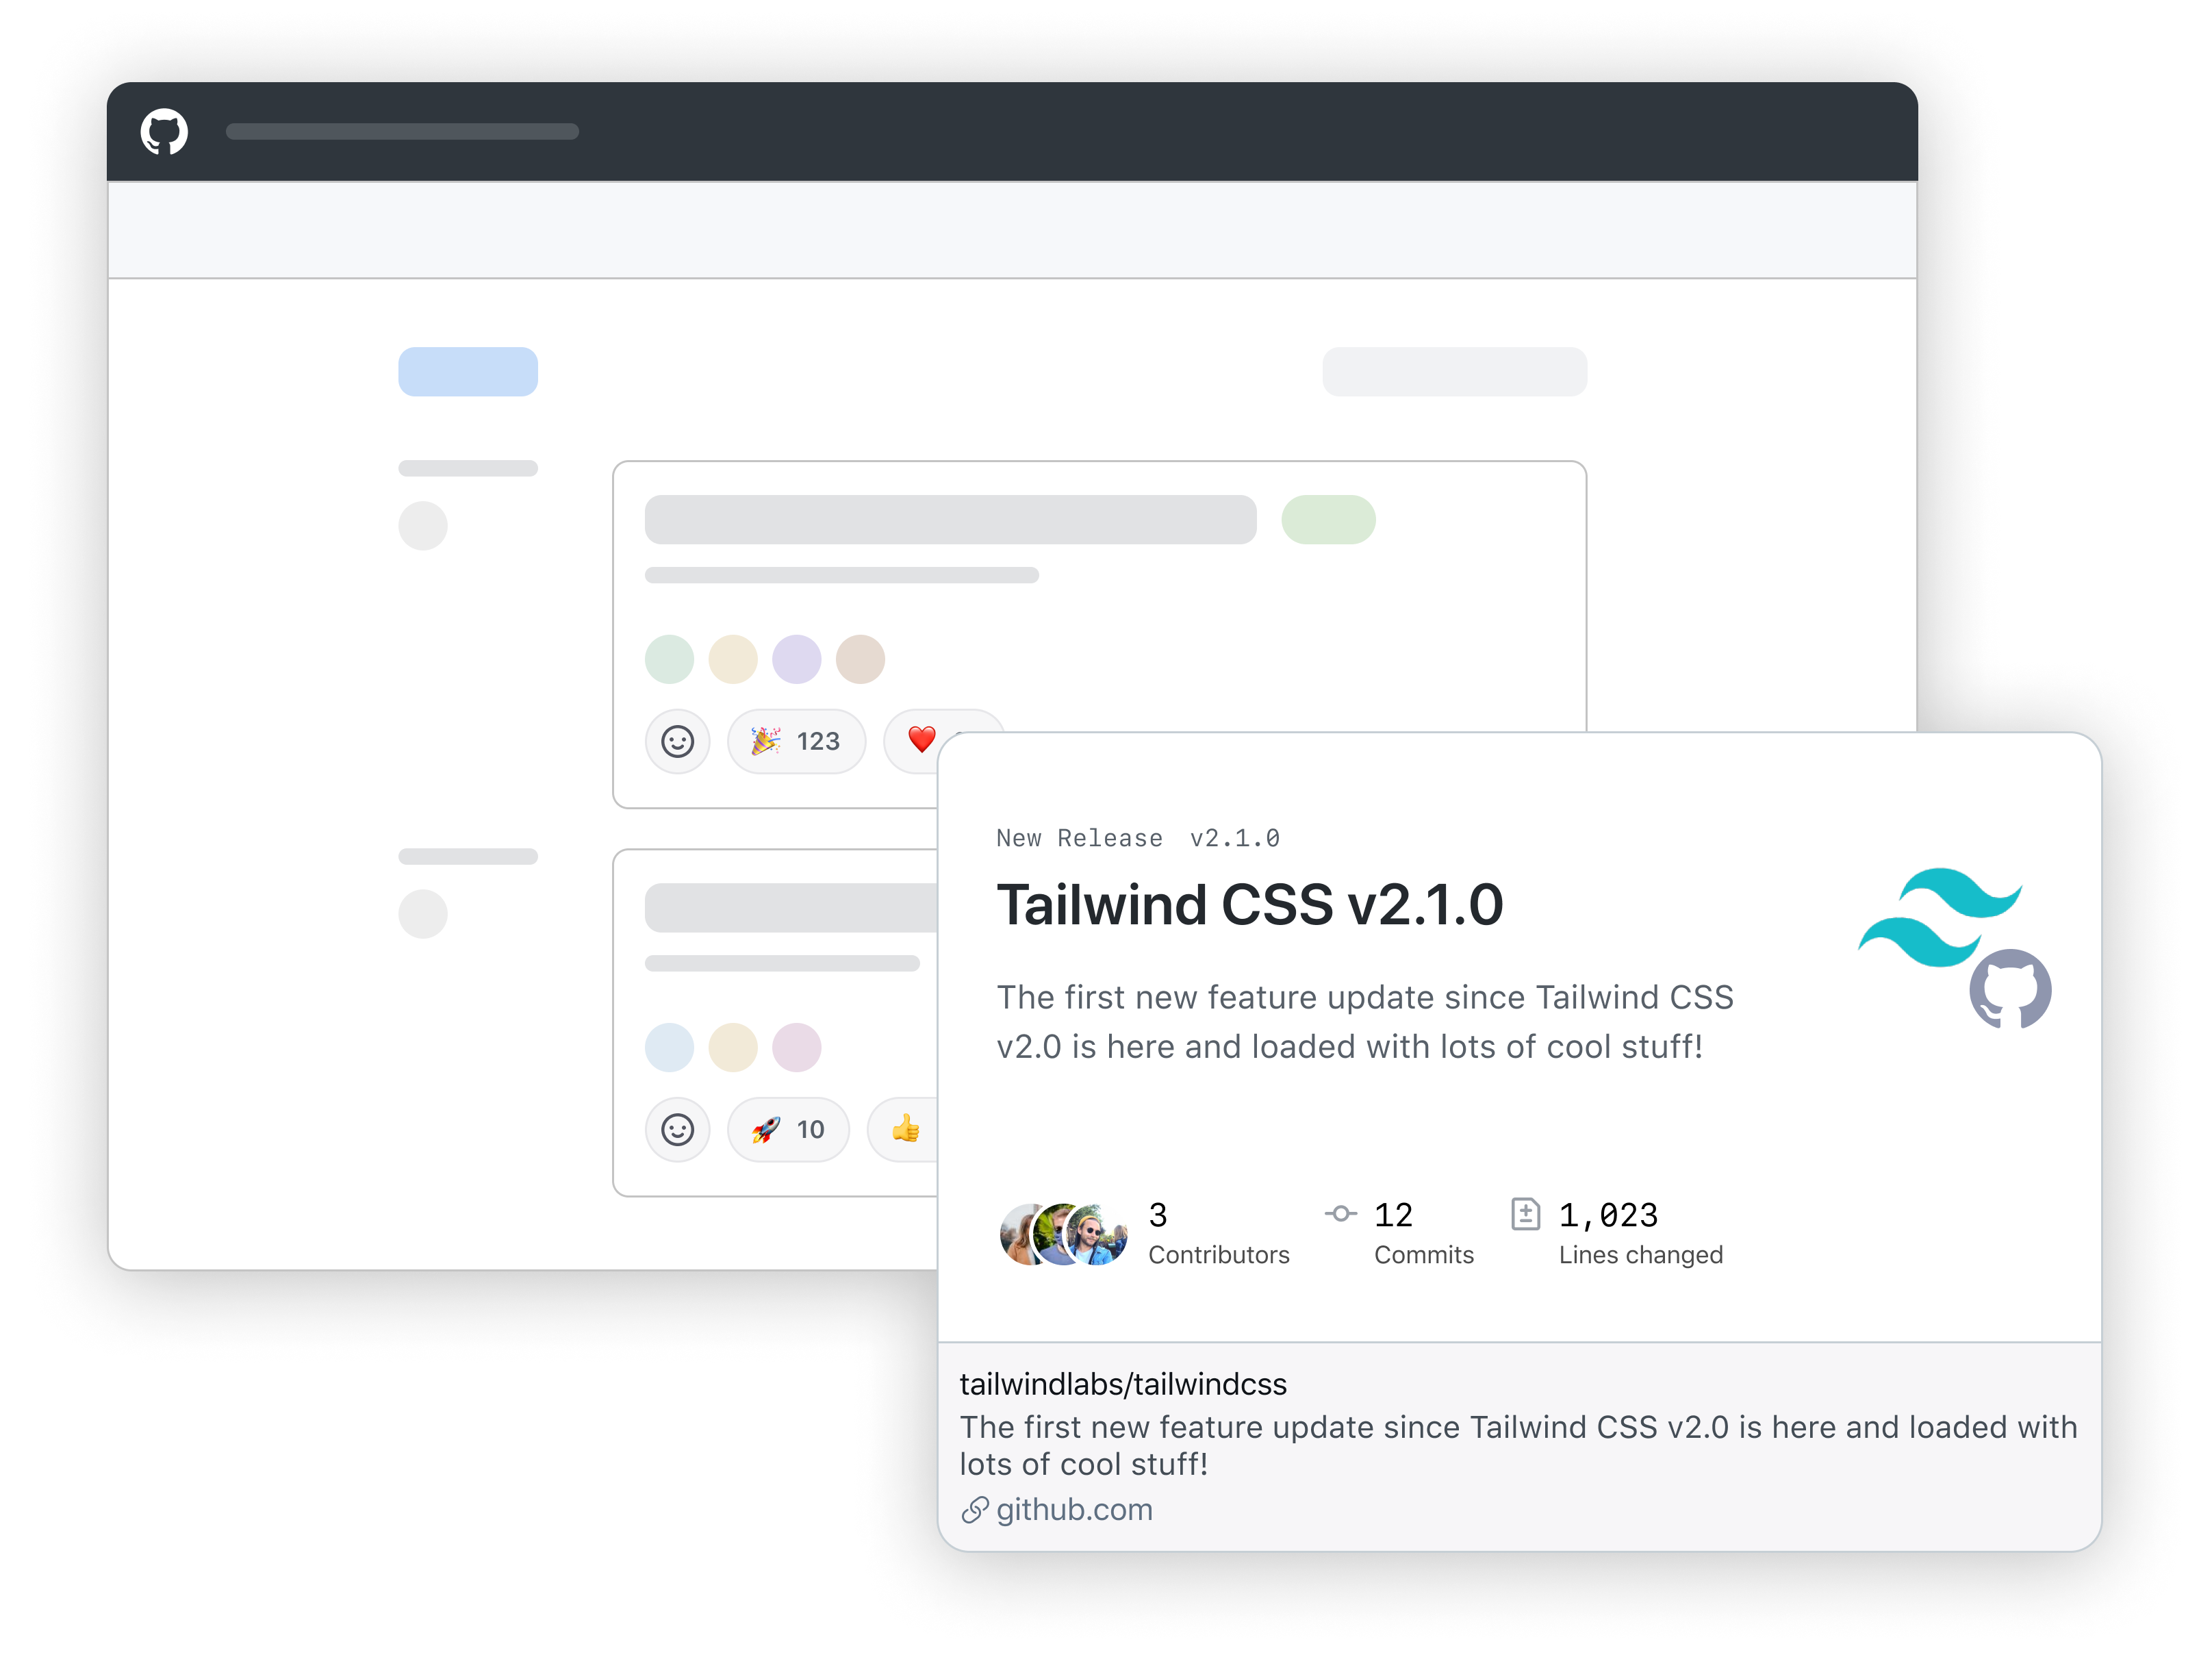 123
10
New Release v2.1.0
Tailwind CSS v2.1.0
The first new feature update since Tailwind CSS
v2.0 is here and loaded with lots of cool stuff!
3
Contributors
12
Commits
1,023
Lines changed
tailwindlabs/tailwindcss
The first new feature update since Tailwind CSS v2.0 is here and loaded with
lots of cool stuff!
github.com